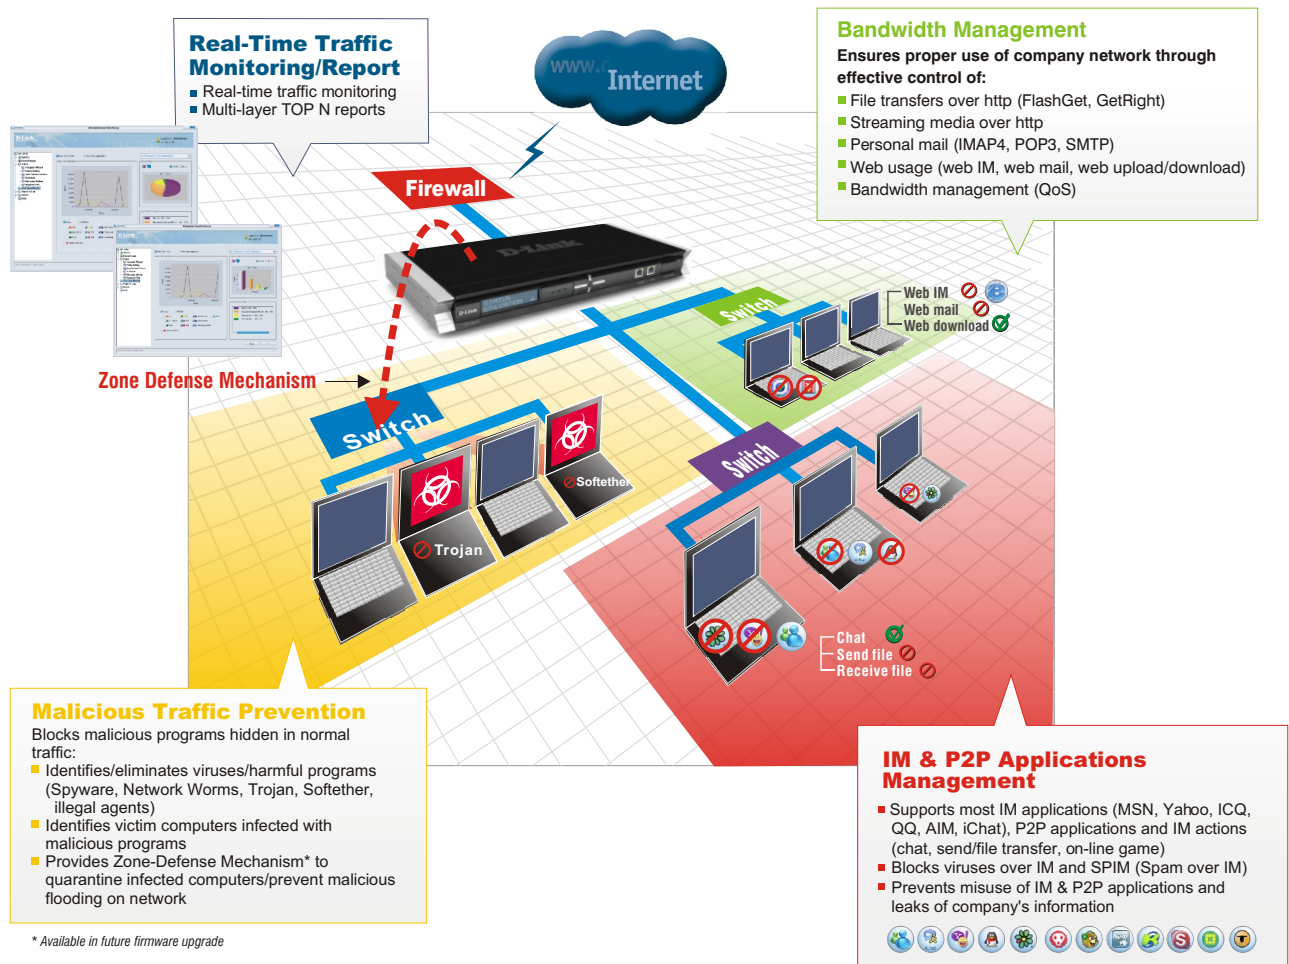 Real-Time Traffic
Monitoring/Report
Real-time traffic monitoring
Multi-layer TOP N reports
www.
Internet
Bandwidth Management
Ensures proper use of company network through
effective control of:
File transfers over http (FlashGet, GetRight)
Streaming media over http
Personal mail (IMAP4, POP3, SMTP)
Web usage (web IM, web mail, web upload/download)
Bandwidth management (QoS)
Firewall
D-Link
D-Link
Switch
Web IM
Web mail
Web download
Zone Defense Mechanism
Switch
Switch
Softether
Trojan
Chat
Send file
Receive file
Malicious Traffic Prevention
Blocks malicious programs hidden in normal
traffic:
Identifies/eliminates viruses/harmful programs
(Spyware, Network Worms, Trojan, Softether,
illegal agents)
Identifies victim computers infected with
malicious programs
Provides Zone-Defense Mechanism* to
quarantine infected computers/prevent malicious
flooding on network
* Available in future firmware upgrade
IM & P2P Applications
Management
Supports most IM applications (MSN, Yahoo, ICQ,
QQ, AIM, iChat), P2P applications and IM actions
(chat, send/file transfer, on-line game)
Blocks viruses over IM and SPIM (Spam over IM)
Prevents misuse of IM & P2P applications and
leaks of company's information